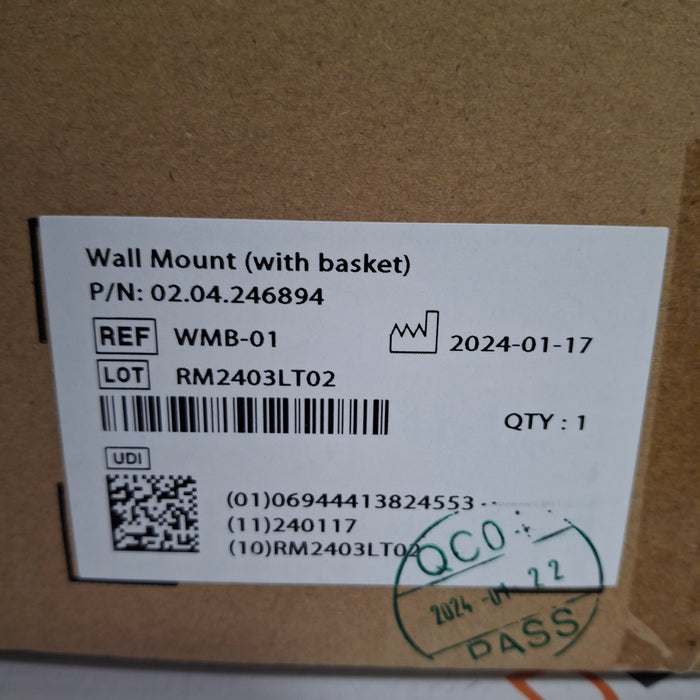 Wall Mount (with basket)
P/N: 02.04.246894
REF WMB-01 2024-01-17
LOT RM2403LT02
QTY : 1
UDI
(01)06944413824553
(11)240117
(10)RM2403LT02
QC0
2024-01-22
PASS